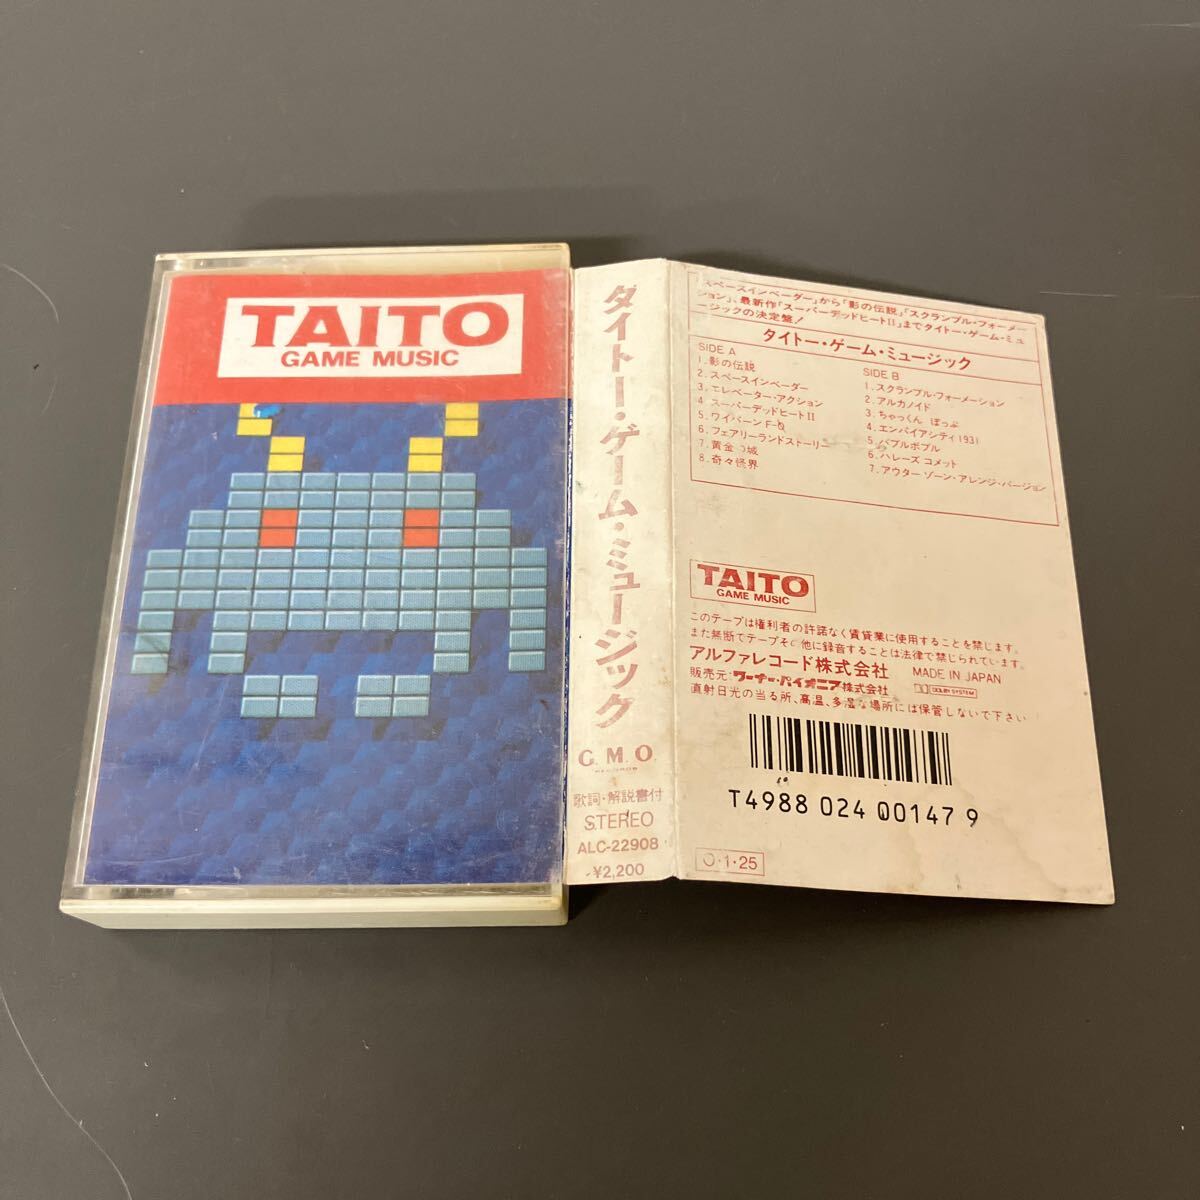 TAITO
GAME MUSIC
タイトー・ゲーム・ミュージック
G.M.O.
RECORDS
歌詞・解説書付
STEREO
ALC-22908
¥2,200
「スペースインベーダー」から「影の伝説」「スクランブル・フォーメー
ション」、最新作「スーパーデッドヒートII」までタイトー・ゲーム・ミュ
ージックの決定盤!
タイトー・ゲーム・ミュージック
SIDE A
1. 影の伝説
2. スペースインベーダー
3. エレベーター・アクション
4. スーパーデッドヒートII
5. ワイバーンF-0
6. フェアリーランドストーリー
7. 黄金の城
8. 奇々怪界
SIDE B
1. スクランブル・フォーメーション
2. アルカノイド
3. ちゃっくん ぽっぷ
4. エンパイアシティ1931
5. バブルボブル
6. ハレーズ コメット
7. アウター ゾーン・アレンジ・バージョン
TAITO
GAME MUSIC
このテープは権利者の許諾なく賃貸業に使用することを禁じます。
また無断でテープその他に録音することは法律で禁じられています。
アルファレコード株式会社 MADE IN JAPAN
販売元:ワーナー・パイオニア株式会社 DOLBY SYSTEM
直射日光の当る所、高温、多湿な場所には保管しないで下さい
T4988 024 00147 9
O・1・25